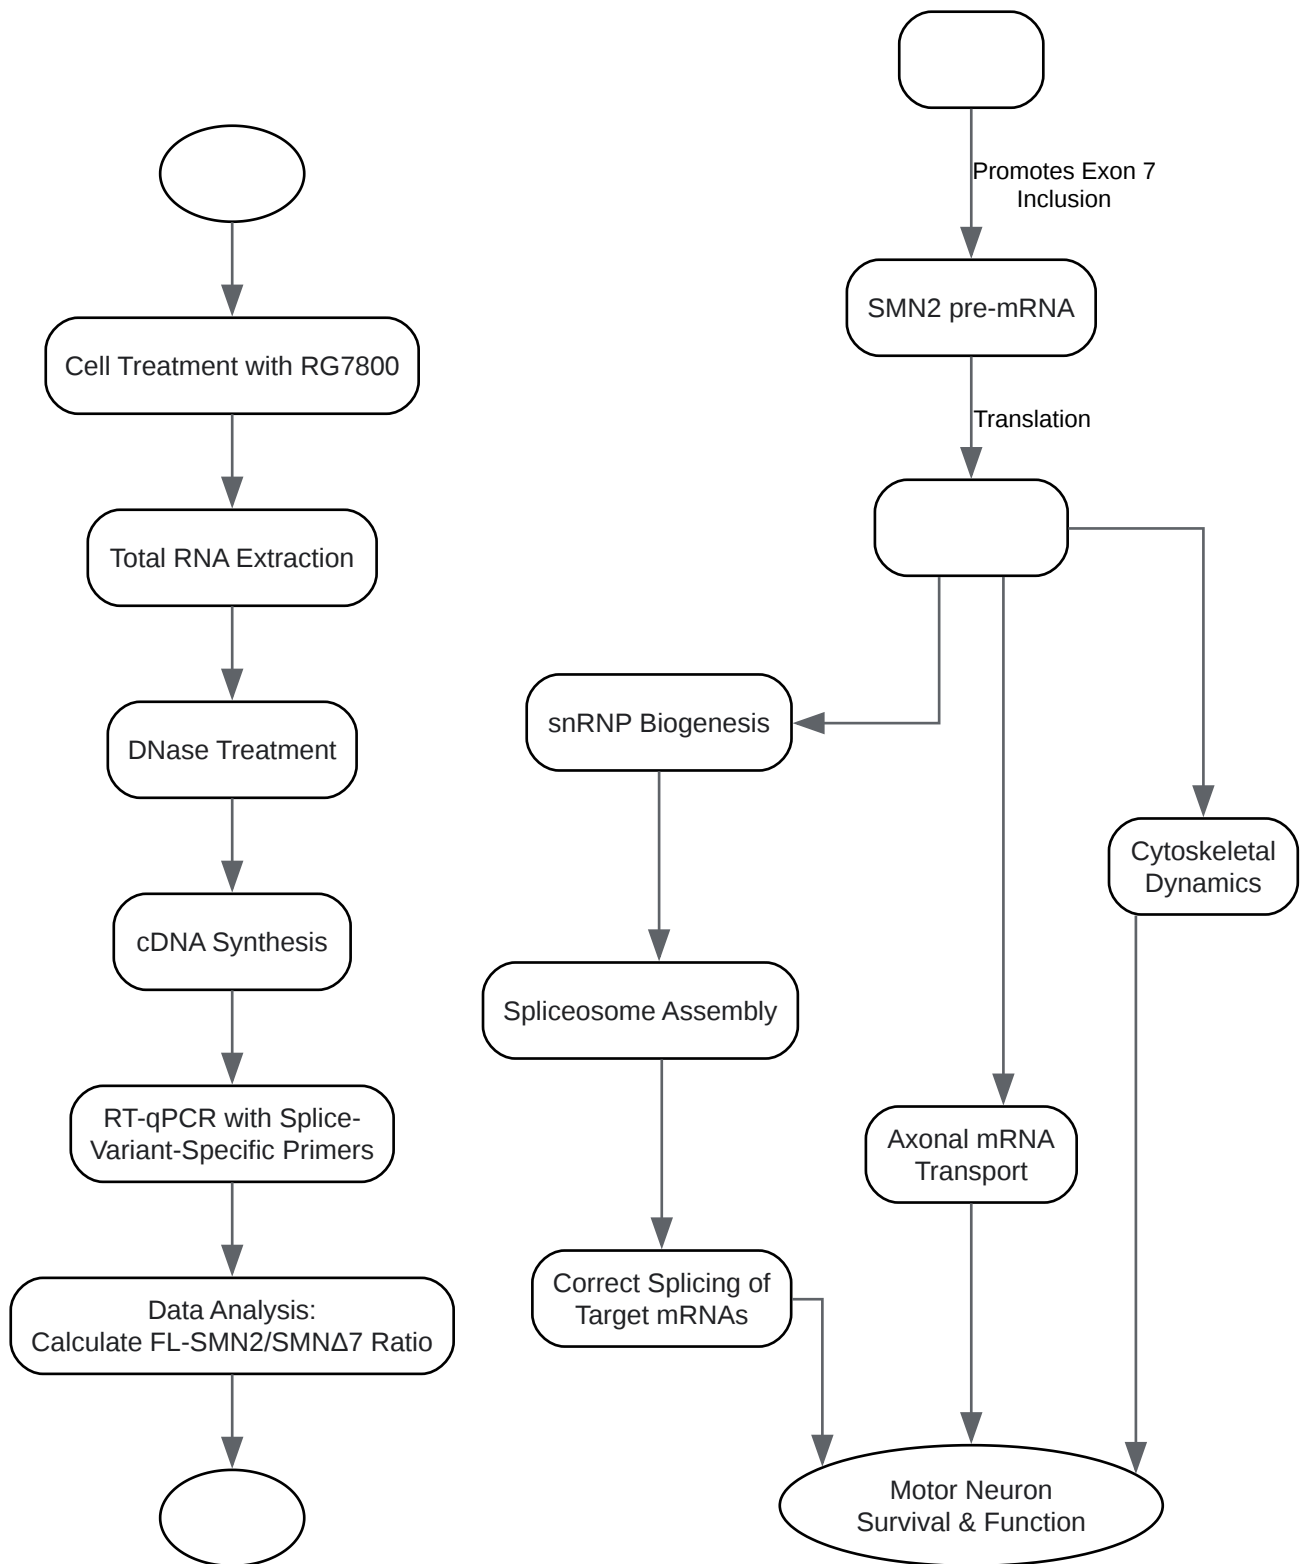 Cell Treatment with RG7800
Total RNA Extraction
DNase Treatment
cDNA Synthesis
RT-qPCR with Splice-
Variant-Specific Primers
Data Analysis:
Calculate FL-SMN2/SMNΔ7 Ratio
Promotes Exon 7
Inclusion
SMN2 pre-mRNA
Translation
snRNP Biogenesis
Cytoskeletal
Dynamics
Spliceosome Assembly
Axonal mRNA
Transport
Correct Splicing of
Target mRNAs
Motor Neuron
Survival & Function